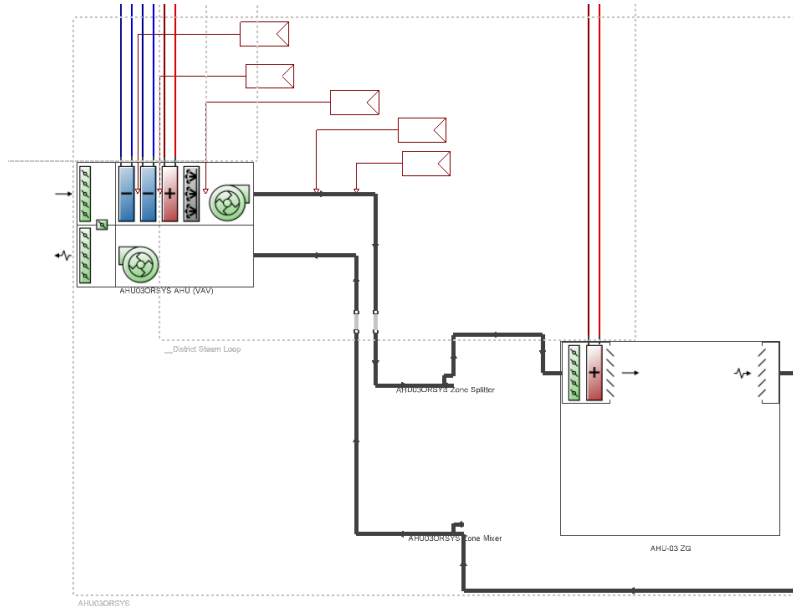 AHU03ORSYS AHU (VAV)
__District Steam Loop
AHU03ORSYS Zone Splitter
AHU03ORSYS Zone Mixer
AHU-03 ZG
AHU03ORSYS